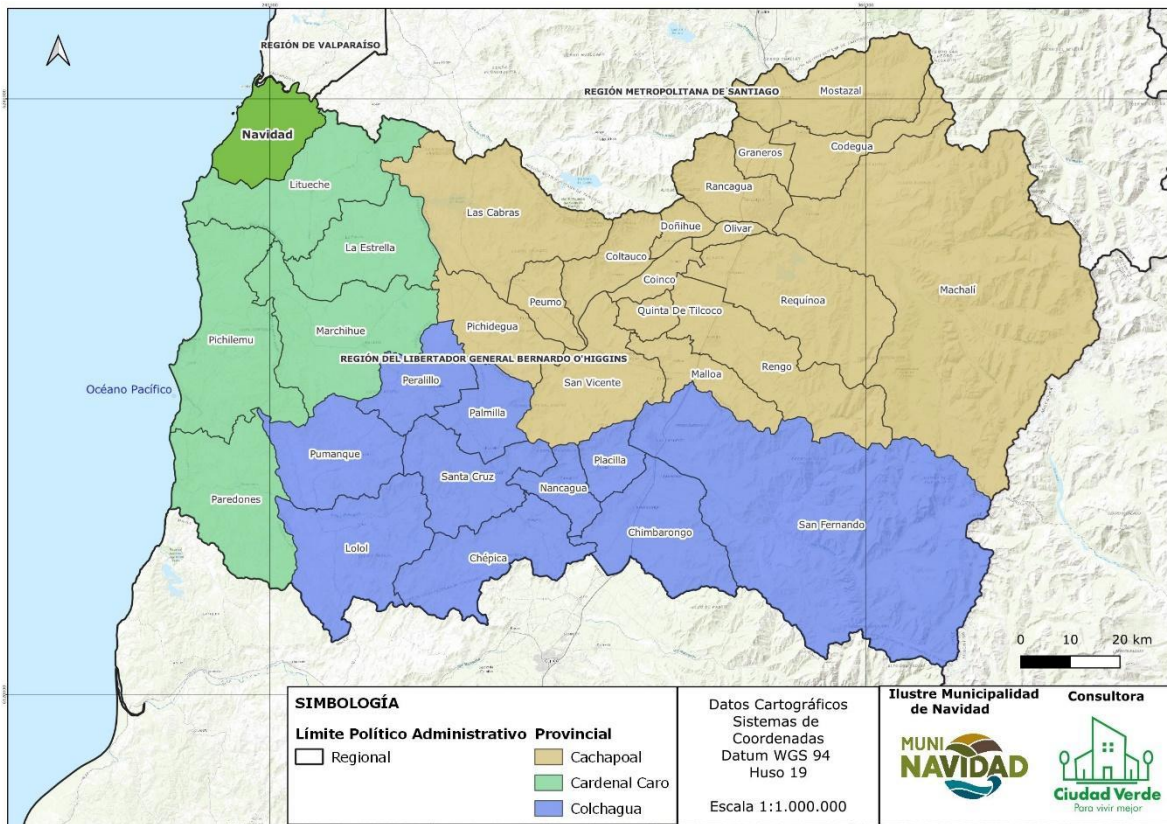 REGIÓN DE VALPARAÍSO
REGIÓN METROPOLITANA DE SANTIAGO
Mostazal
Navidad
Codegua
Graneros
Litueche
Rancagua
Las Cabras
Doñihue
Olivar
La Estrella
Coltauco
Coinco
Machalí
Peumo
Requínoa
Quinta De Tilcoco
Pichidegua
Marchihue
Pichilemu
REGIÓN DEL LIBERTADOR GENERAL BERNARDO O'HIGGINS
Rengo
Malloa
San Vicente
Peralillo
Océano Pacífico
Palmilla
Pumanque
Placilla
Santa Cruz
Nancagua
Paredones
San Fernando
Chimbarongo
Lolol
Chépica
0 10 20 km
SIMBOLOGÍA
Límite Político Administrativo
Regional
Provincial
Cachapoal
Cardenal Caro
Colchagua
Datos Cartográficos
Sistemas de
Coordenadas
Datum WGS 94
Huso 19
Escala 1:1.000.000
Ilustre Municipalidad
de Navidad
MUNI
NAVIDAD
Consultora
Ciudad Verde
Para vivir mejor